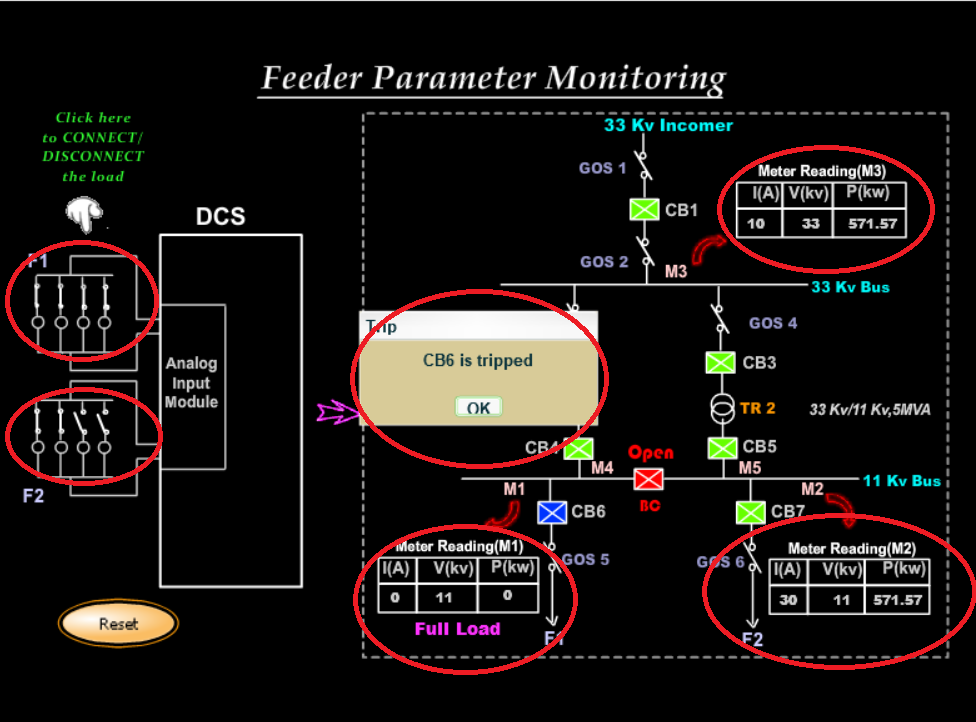 Feeder Parameter Monitoring
Click here
to CONNECT/
DISCONNECT
the load
DCS
F1
Analog
Input
Module
F2
Reset
33 Kv Incomer
GOS 1
CB1
GOS 2
M3
Meter Reading(M3)
I(A) V(kv) P(kw)
10 33 571.57
33 Kv Bus
Trip
CB6 is tripped
OK
GOS 4
CB3
TR 2
33 Kv/11 Kv,5MVA
CB4
CB5
Open
M4
M5
BC
11 Kv Bus
M1
M2
CB6
CB7
Meter Reading(M1)
I(A) V(kv) P(kw)
0 11 0
Full Load
GOS 5
F1
GOS 6
Meter Reading(M2)
I(A) V(kv) P(kw)
30 11 571.57
F2